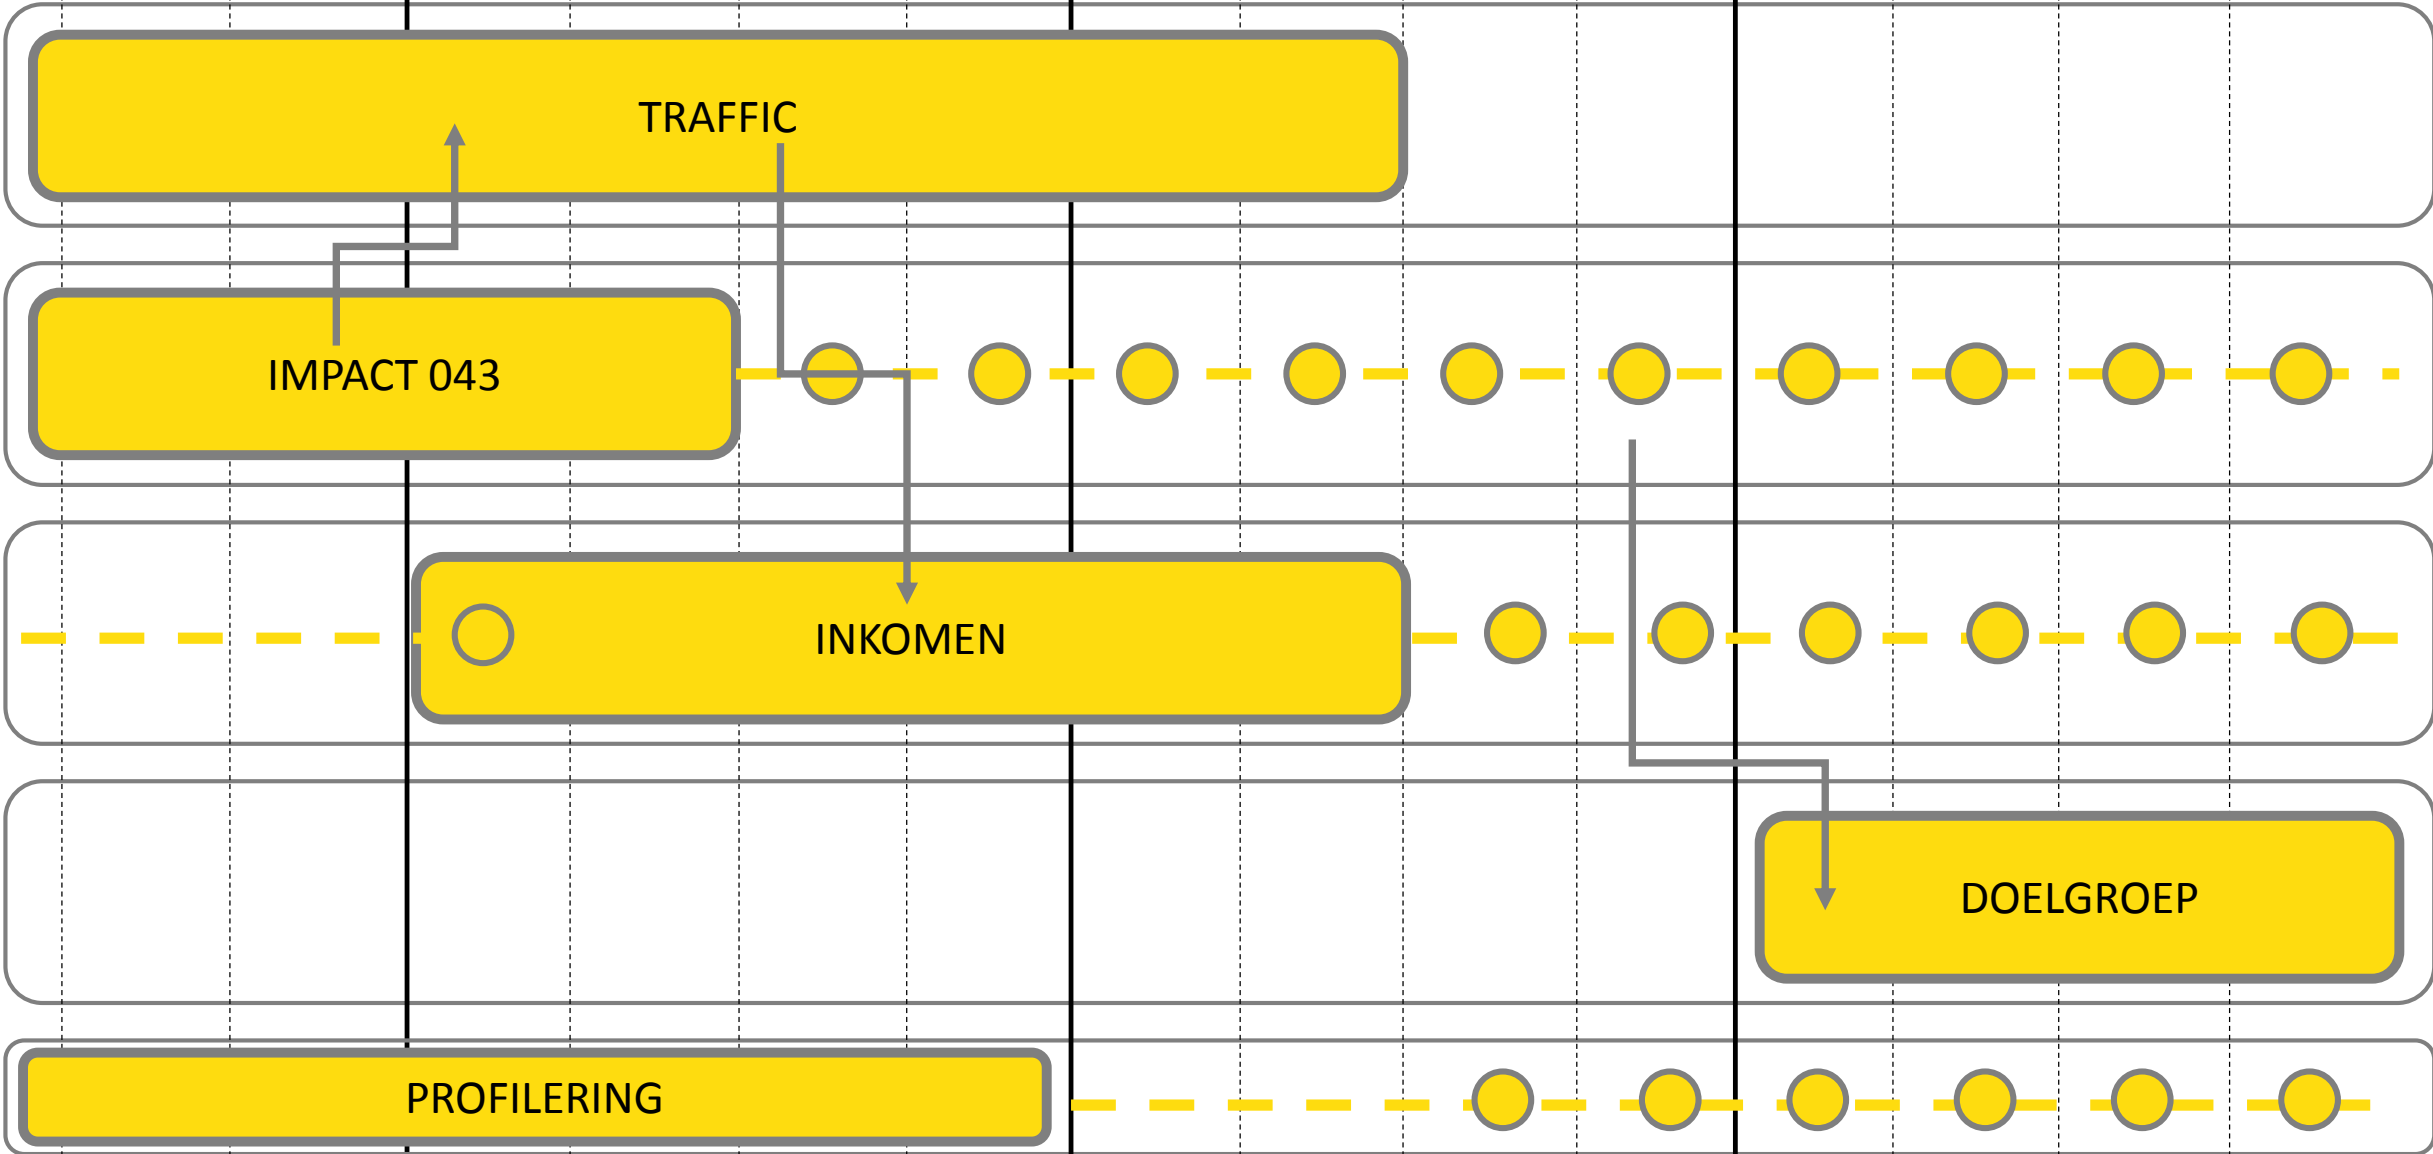 TRAFFIC
IMPACT 043
INKOMEN
DOELGROEP
PROFILERING